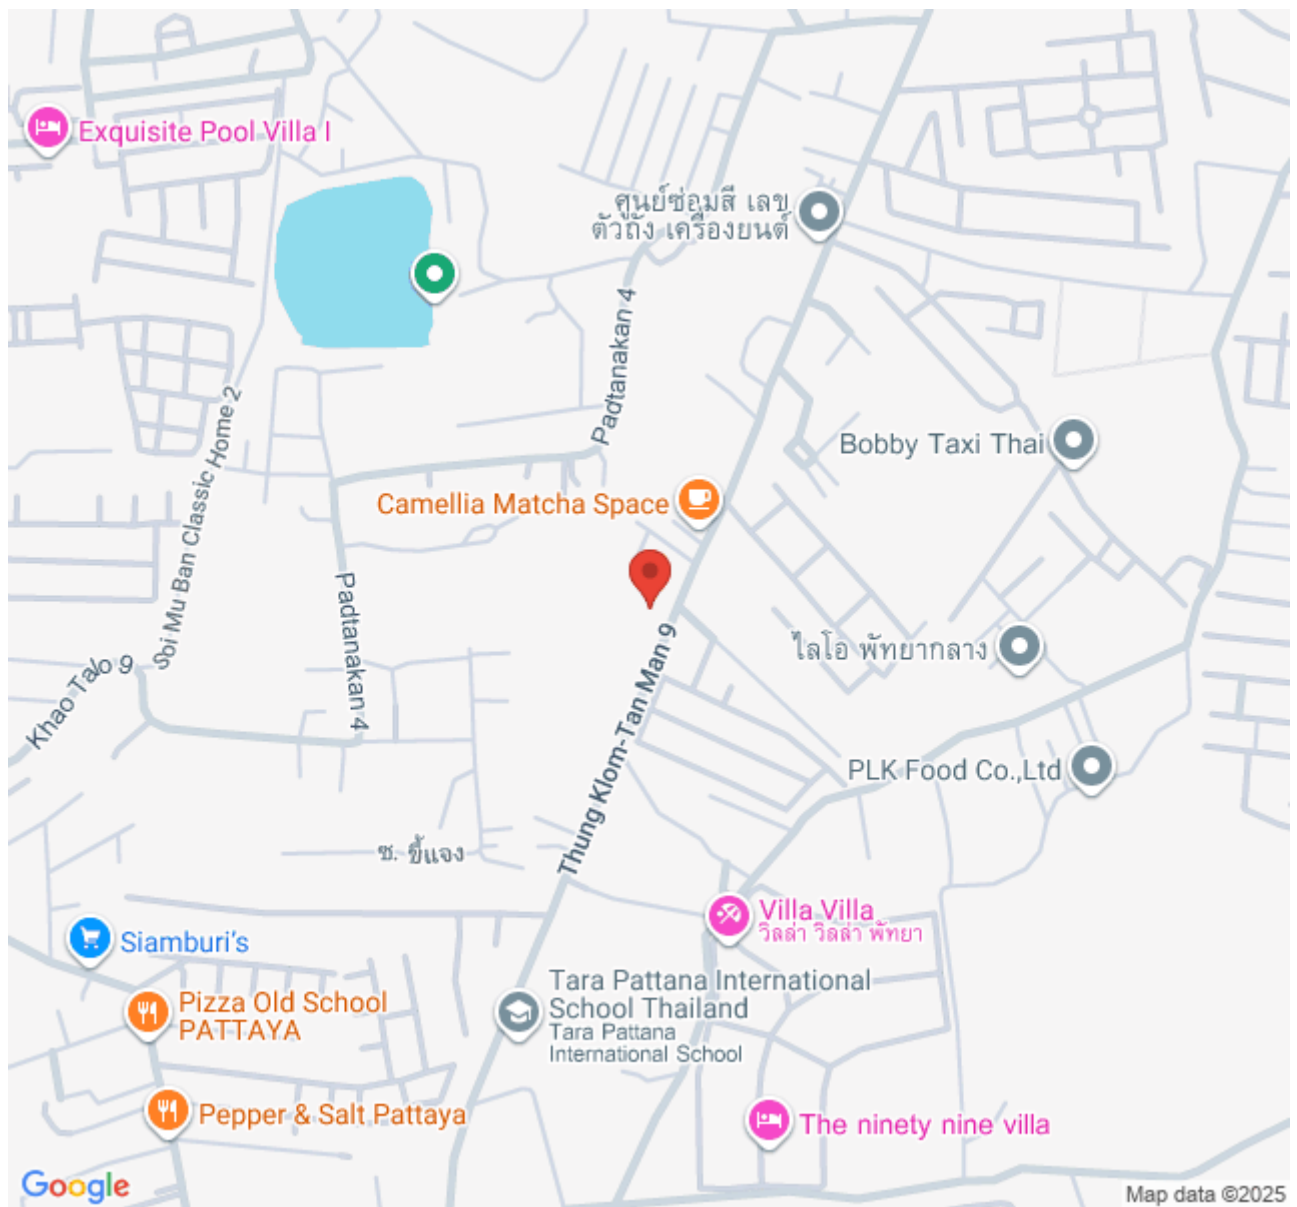 Exquisite Pool Villa I
ศูนย์ซ่อมสี เลข
ตัวถัง เครื่องยนต์
Padtanakan 4
Soi Mu Ban Classic Home 2
Bobby Taxi Thai
Camellia Matcha Space
Padtanakan 4
Khao Talo 9
Thung Klom-Tan Man 9
ไลโอ พัทยากลาง
PLK Food Co.,Ltd
ซ. ขี้แจง
Villa Villa
วิลล่า วิลล่า พัทยา
Siamburi's
Tara Pattana International
School Thailand
Tara Pattana
International School
Pizza Old School
PATTAYA
Pepper & Salt Pattaya
The ninety nine villa
Google
Map data ©2025